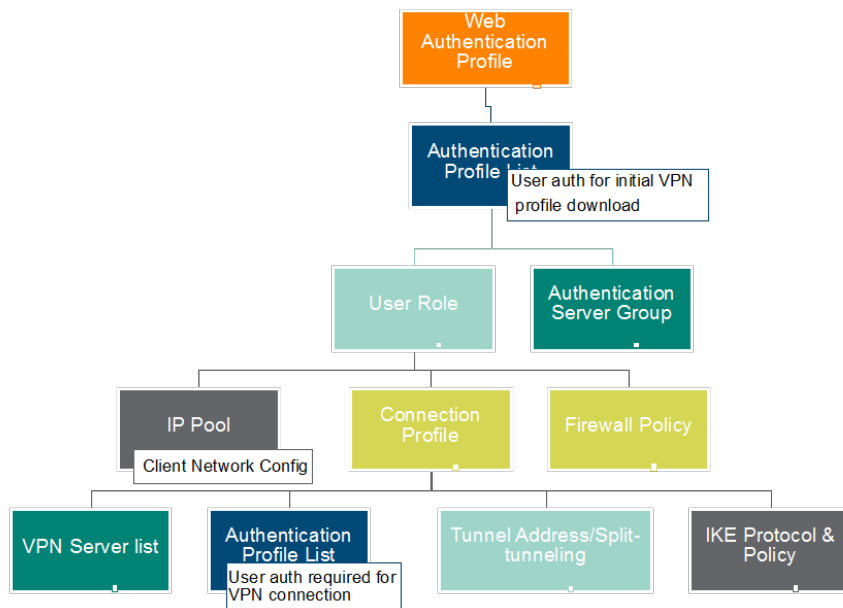 Web
Authentication
Profile
Authentication
Profile List
User auth for initial VPN
profile download
User Role
Authentication
Server Group
IP Pool
Client Network Config
Connection
Profile
Firewall Policy
VPN Server list
Authentication
Profile List
User auth required for
VPN connection
Tunnel Address/Split-
tunneling
IKE Protocol &
Policy